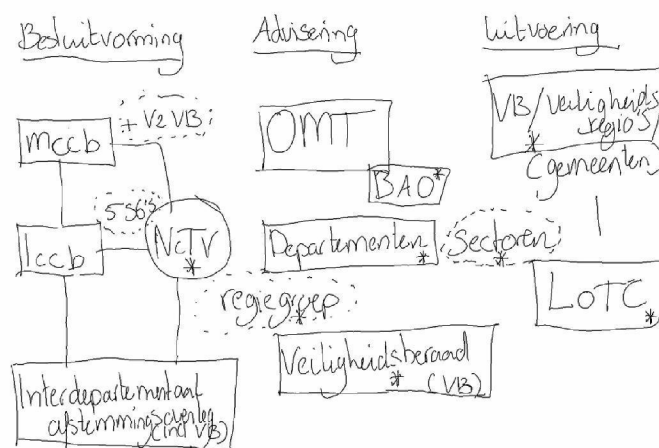 Besluitvorming
Advisering
Uitvoering
+ V2 VB
mccb
5 SG's
Iccb
NCTV
*
Interdepartementaal
afstemmingsoverleg
(incl VB)
OMT
BAO*
Departementen
*
Sectoren
*
regiegroep
*
Veiligheidsberaad
* (VB)
VB/Veiligheids
regio's/
*
(gemeenten)
LOTC
*